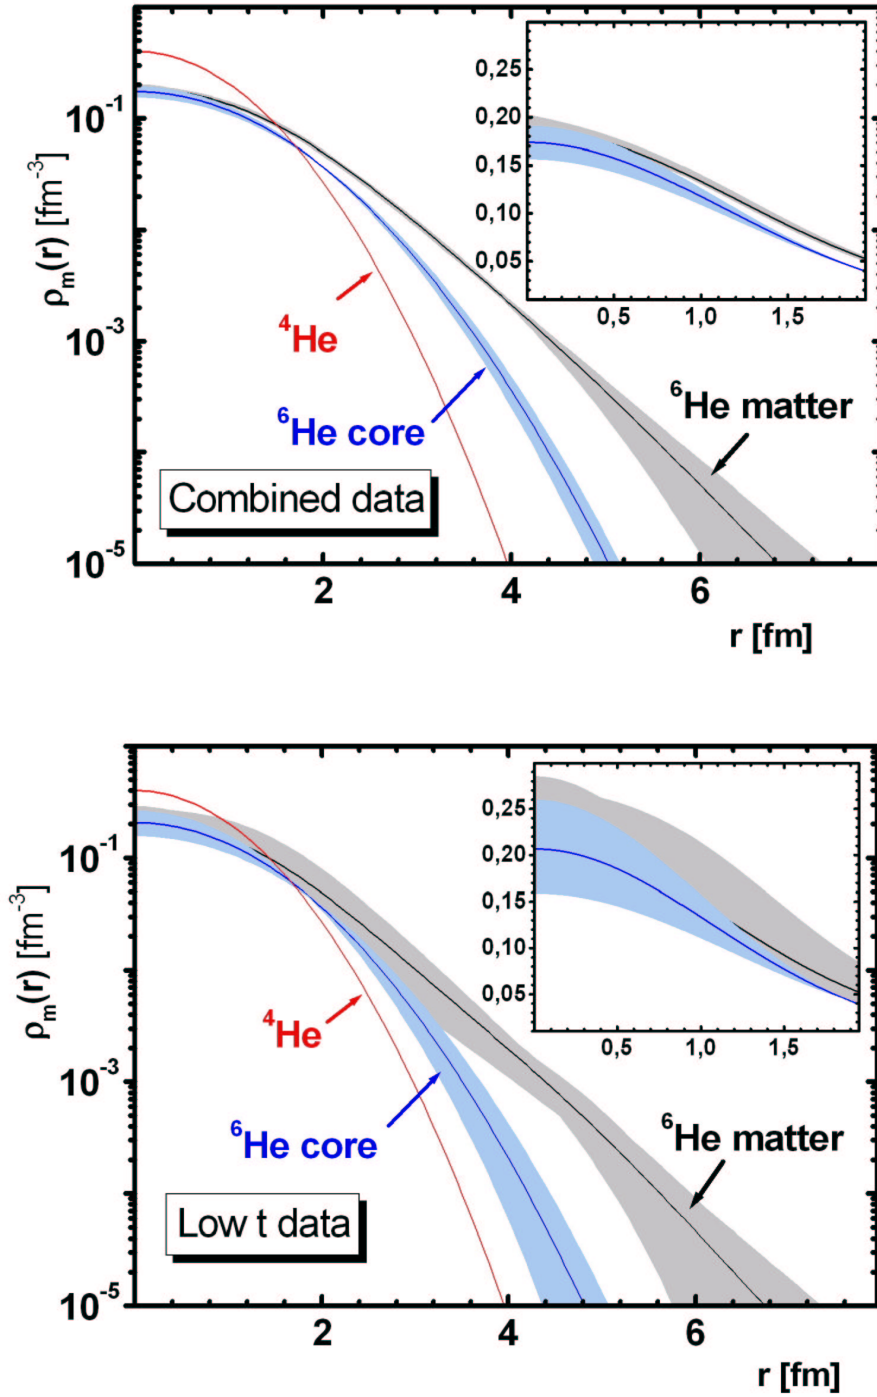 0,25
0,20
0,15
0,10
0,05
0,5 1,0 1,5
10⁻¹
10⁻³
10⁻⁵
ρₘ(r) [fm⁻³]
⁴He
⁶He core
⁶He matter
Combined data
2 4 6
r [fm]
0,25
0,20
0,15
0,10
0,05
0,5 1,0 1,5
10⁻¹
10⁻³
10⁻⁵
ρₘ(r) [fm⁻³]
⁴He
⁶He core
⁶He matter
Low t data
2 4 6
r [fm]